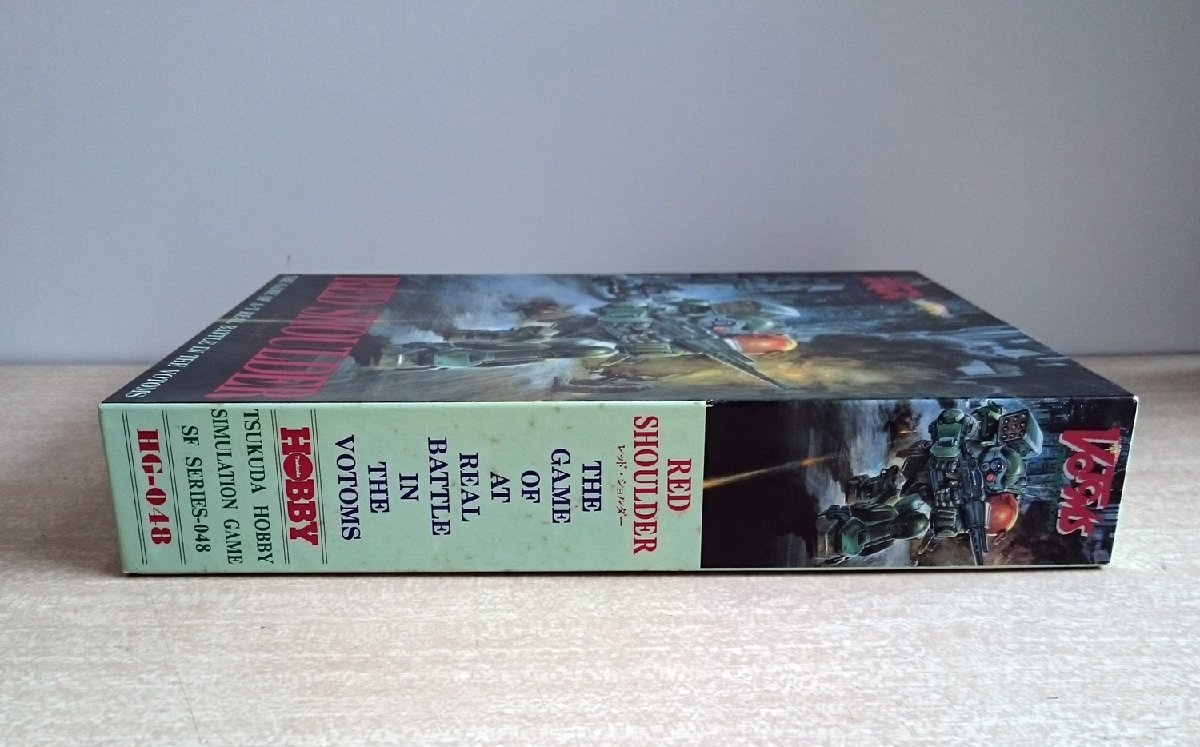 VOTOMS
RED
SHOULDER
レッド・ショルダー
THE
GAME
OF
AT
REAL
BATTLE
IN
THE
VOTOMS
Tsukuda
HOBBY
TSUKUDA HOBBY
SIMULATION GAME
SF SERIES-048
HG-048
RED SHOULDER
THE GAME OF AT REAL BATTLE IN THE VOTOMS
VOTOMS